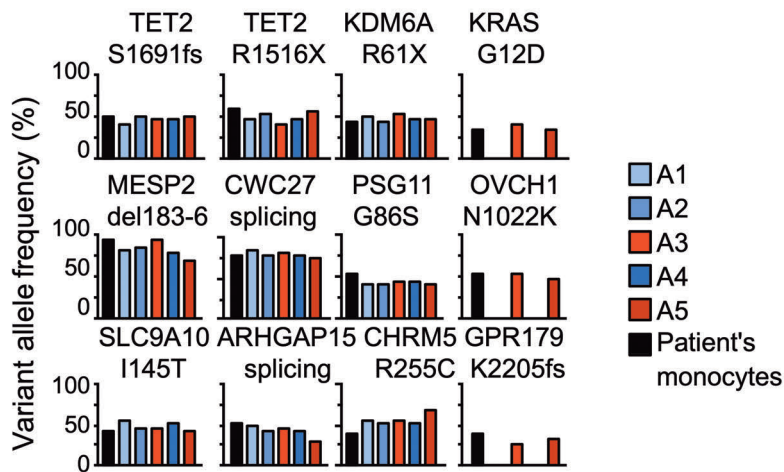 TET2 TET2 KDM6A KRAS
S1691fs R1516X R61X G12D
100
50
0
MESP2 CWC27 PSG11 OVCH1
del183-6 splicing G86S N1022K
100
50
0
SLC9A10 ARHGAP15 CHRM5 GPR179
I145T splicing R255C K2205fs
100
50
0
Variant allele frequency (%)
A1
A2
A3
A4
A5
Patient's
monocytes